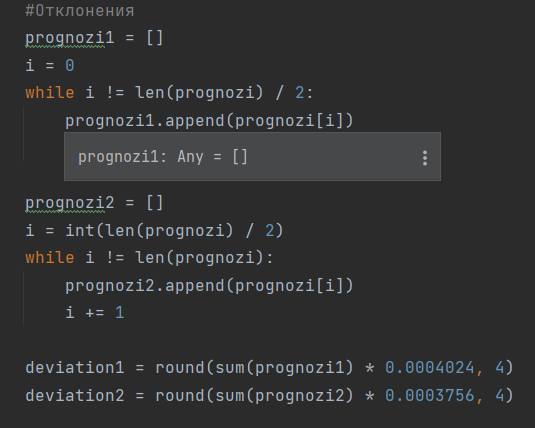 #Отклонения
prognozi1 = []
i = 0
while i != len(prognozi) / 2:
    prognozi1.append(prognozi[i])
prognozi1: Any = []
prognozi2 = []
i = int(len(prognozi) / 2)
while i != len(prognozi):
    prognozi2.append(prognozi[i])
    i += 1
deviation1 = round(sum(prognozi1) * 0.0004024, 4)
deviation2 = round(sum(prognozi2) * 0.0003756, 4)